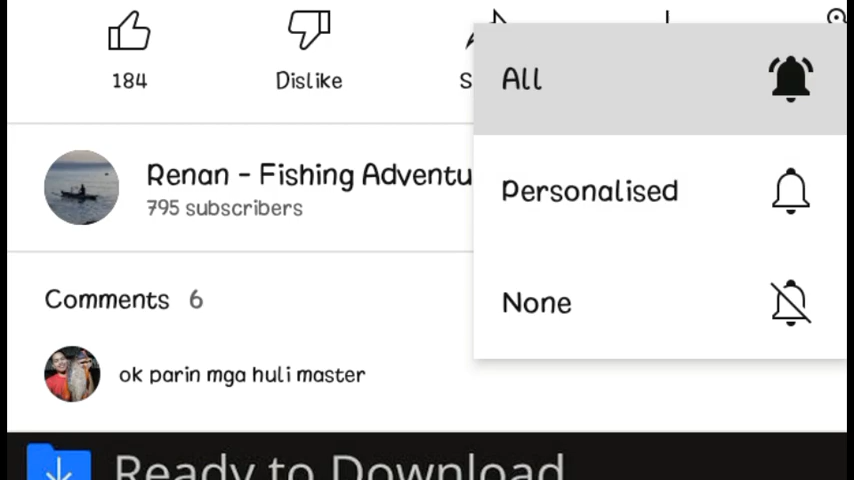 184
Dislike
S
All
Renan - Fishing Adventu
795 subscribers
Personalised
None
Comments 6
ok parin mga huli master
Ready to Download